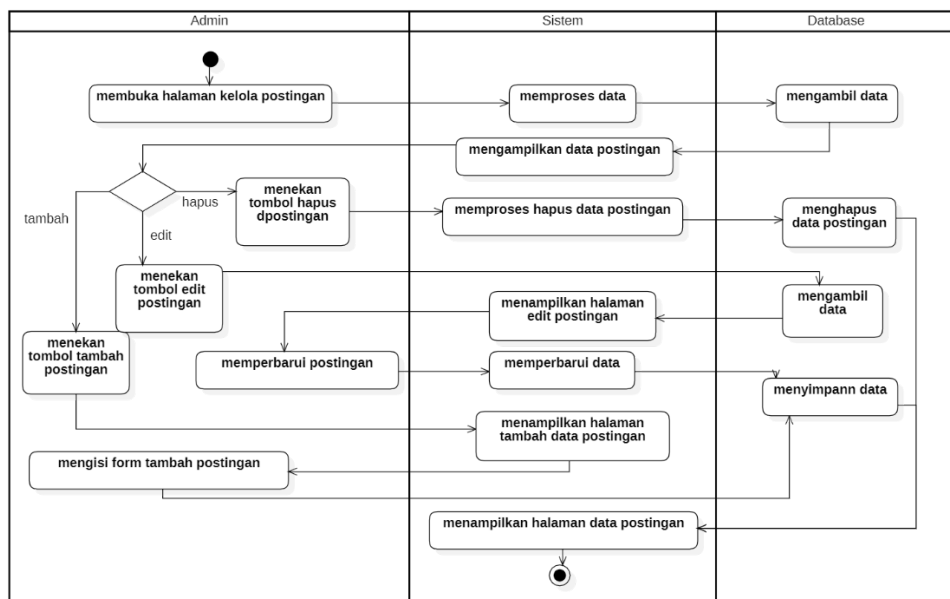 Admin
Sistem
Database
membuka halaman kelola postingan
memproses data
mengambil data
mengampilkan data postingan
hapus
menekan
tombol hapus
dpostingan
memproses hapus data postingan
menghapus
data postingan
tambah
edit
menekan
tombol edit
postingan
mengambil
data
menampilkan halaman
edit postingan
menekan
tombol tambah
postingan
memperbarui postingan
memperbarui data
menyimpann data
menampilkan halaman
tambah data postingan
mengisi form tambah postingan
menampilkan halaman data postingan